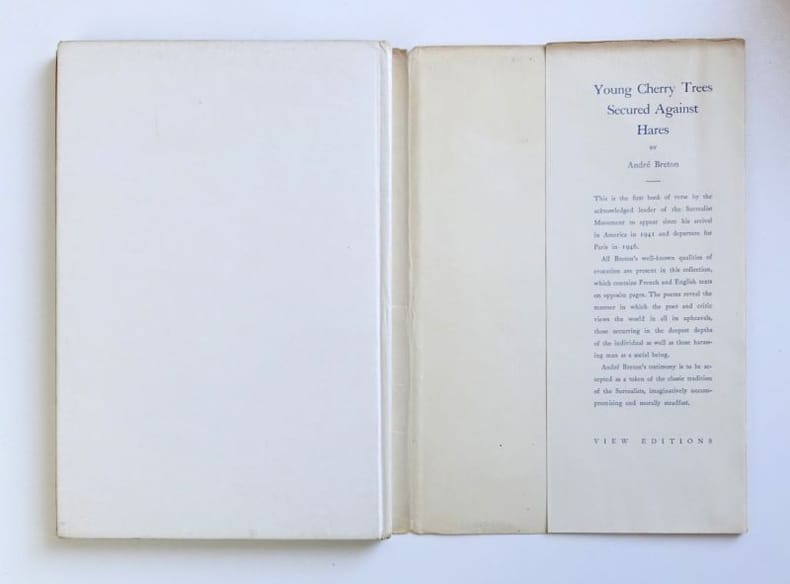 Young Cherry Trees
Secured Against
Hares
BY
André Breton
This is the first book of verse by the
acknowledged leader of the Surrealist
Movement to appear since his arrival
in America in 1941 and departure for
Paris in 1946.
All Breton's well-known qualities of
evocation are present in this collection,
which contains French and English texts
on opposite pages. The poems reveal the
manner in which the poet and critic
views the world in all its upheavals,
those occurring in the deepest depths
of the individual as well as those harass-
ing man as a social being.
André Breton's testimony is to be ac-
cepted as a token of the classic tradition
of the Surrealists, imaginatively uncom-
promising and morally steadfast.
VIEW EDITIONS